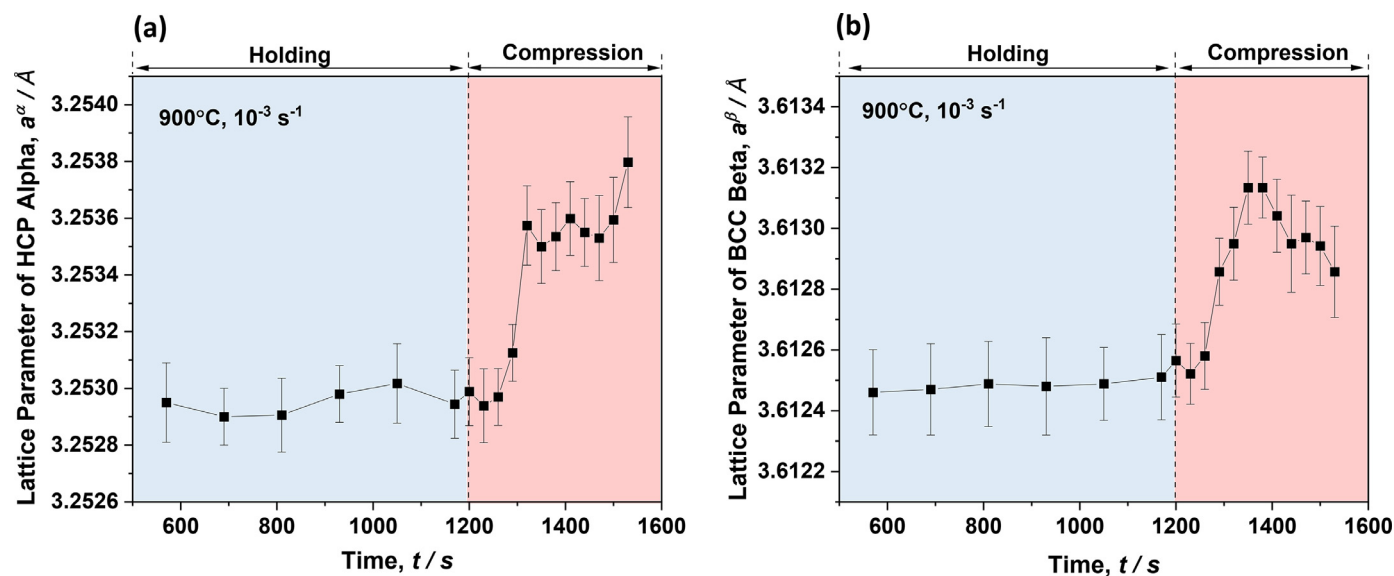 (a)
Holding
Compression
900°C, 10⁻³ s⁻¹
Lattice Parameter of HCP Alpha, aᵅ / Å
3.2540
3.2538
3.2536
3.2534
3.2532
3.2530
3.2528
3.2526
600 800 1000 1200 1400 1600
Time, t / s
(b)
Holding
Compression
900°C, 10⁻³ s⁻¹
Lattice Parameter of BCC Beta, aᵝ / Å
3.6134
3.6132
3.6130
3.6128
3.6126
3.6124
3.6122
600 800 1000 1200 1400 1600
Time, t / s